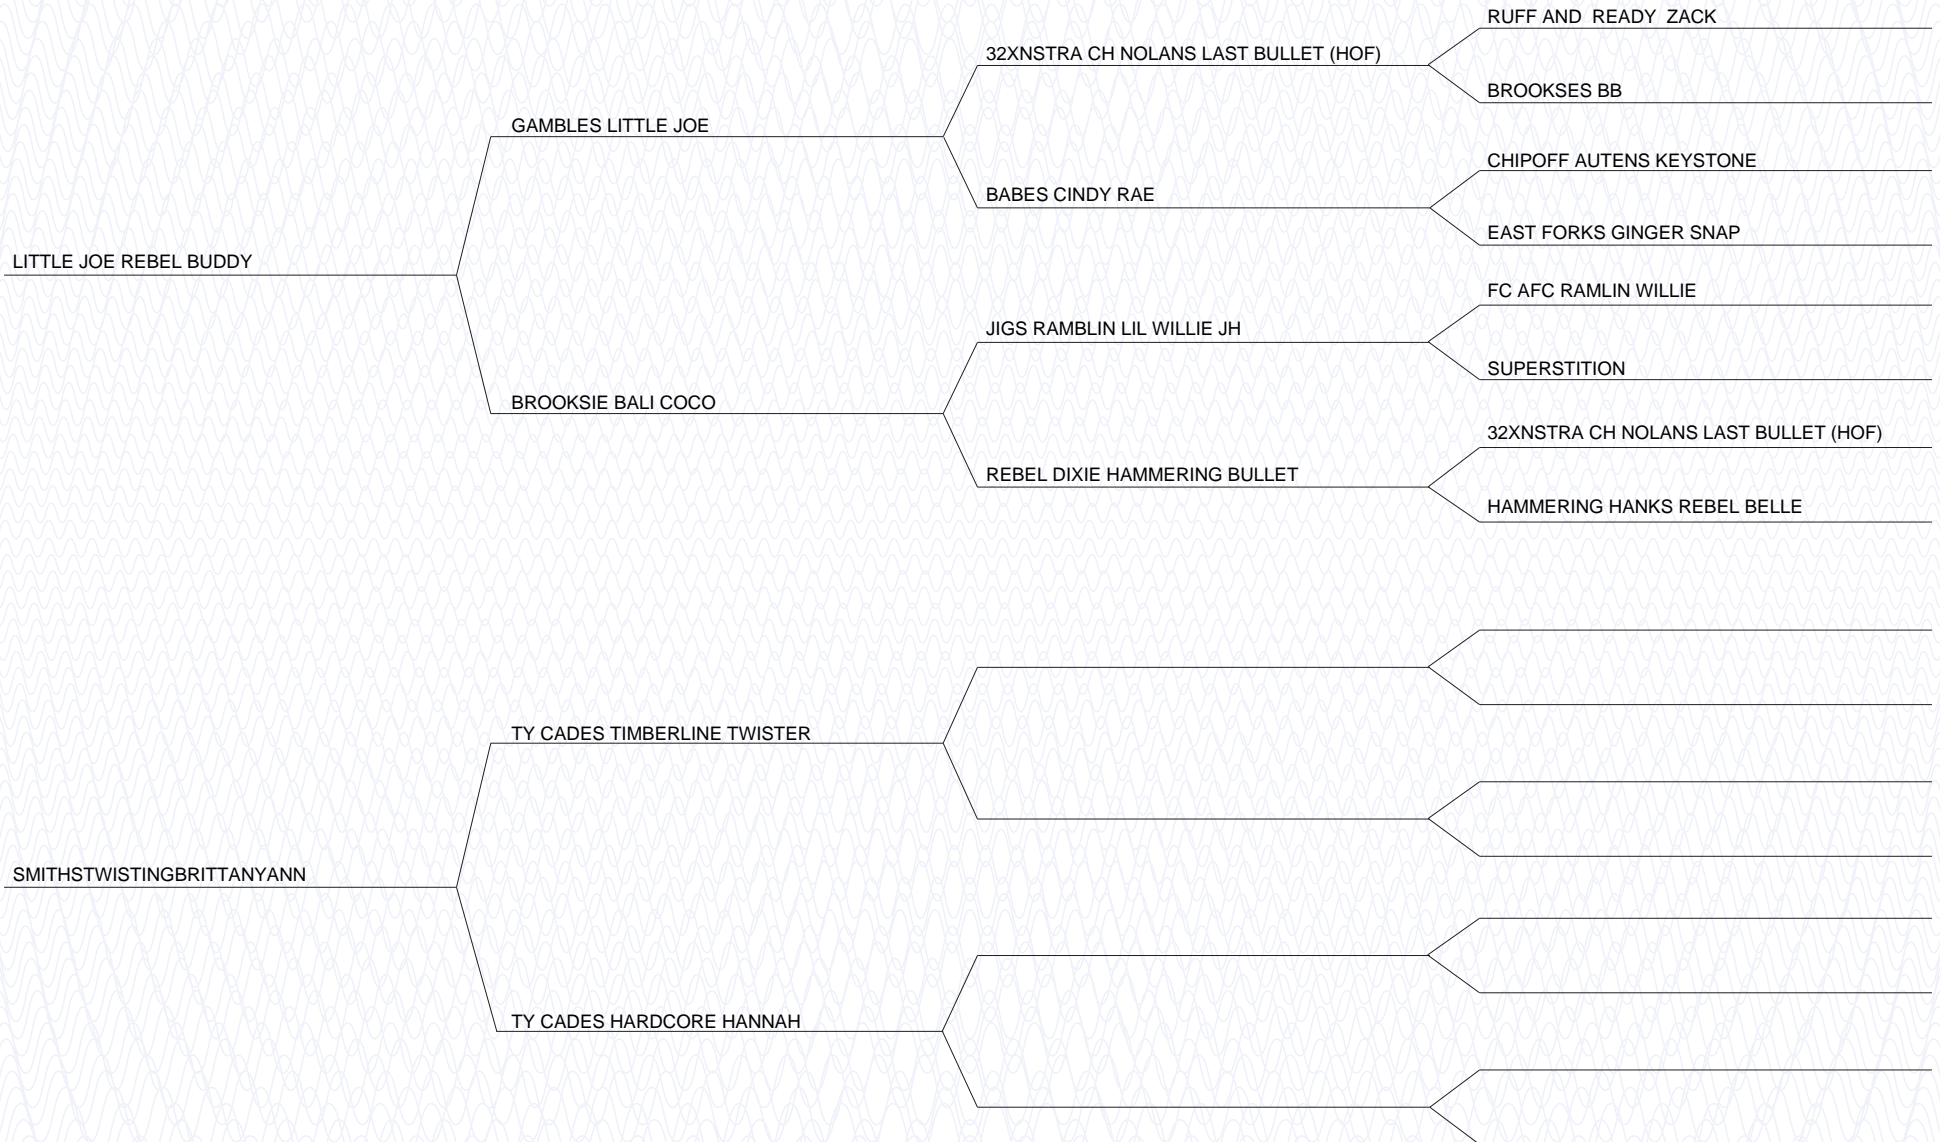 RUFF AND  READY  ZACK
32XNSTRA CH NOLANS LAST BULLET (HOF)
BROOKSES BB
GAMBLES LITTLE JOE
CHIPOFF AUTENS KEYSTONE
BABES CINDY RAE
EAST FORKS GINGER SNAP
LITTLE JOE REBEL BUDDY
FC AFC RAMLIN WILLIE
JIGS RAMBLIN LIL WILLIE JH
SUPERSTITION
BROOKSIE BALI COCO
32XNSTRA CH NOLANS LAST BULLET (HOF)
REBEL DIXIE HAMMERING BULLET
HAMMERING HANKS REBEL BELLE
TY CADES TIMBERLINE TWISTER
SMITHSTWISTINGBRITTANYANN
TY CADES HARDCORE HANNAH